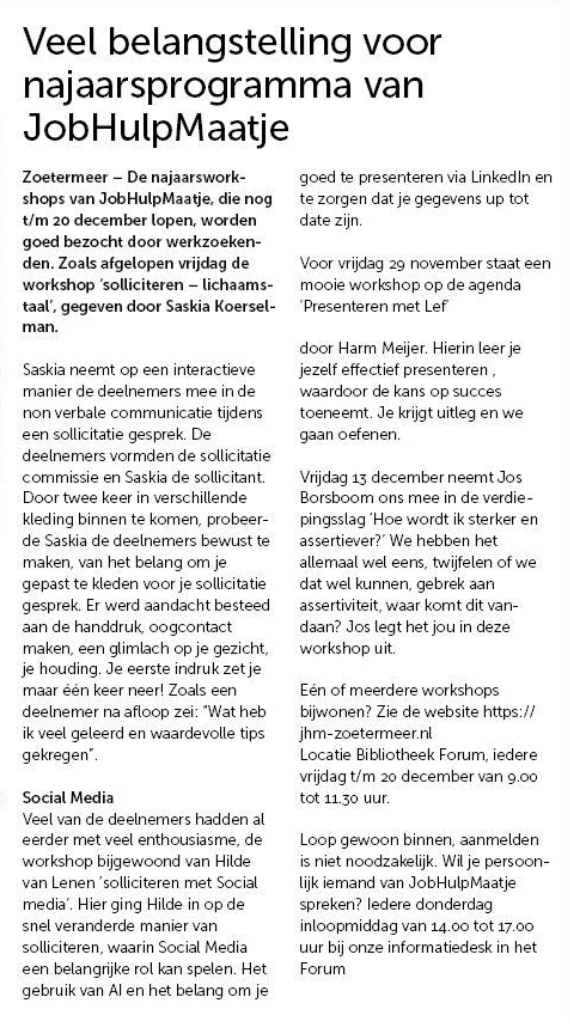 Veel belangstelling voor
najaarsprogramma van
JobHulpMaatje
Zoetermeer – De najaarswork-
shops van JobHulpMaatje, die nog
t/m 20 december lopen, worden
goed bezocht door werkzoeken-
den. Zoals afgelopen vrijdag de
workshop ‘solliciteren – lichaams-
taal’, gegeven door Saskia Koersel-
man.
Saskia neemt op een interactieve
manier de deelnemers mee in de
non verbale communicatie tijdens
een sollicitatie gesprek. De
deelnemers vormden de sollicitatie
commissie en Saskia de sollicitant.
Door twee keer in verschillende
kleding binnen te komen, probeer-
de Saskia de deelnemers bewust te
maken, van het belang om je
gepast te kleden voor je sollicitatie
gesprek. Er werd aandacht besteed
aan de handdruk, oogcontact
maken, een glimlach op je gezicht,
je houding. Je eerste indruk zet je
maar één keer neer! Zoals een
deelnemer na afloop zei: “Wat heb
ik veel geleerd en waardevolle tips
gekregen”.
Social Media
Veel van de deelnemers hadden al
eerder met veel enthousiasme, de
workshop bijgewoond van Hilde
van Lenen ‘solliciteren met Social
media’. Hier ging Hilde in op de
snel veranderde manier van
solliciteren, waarin Social Media
een belangrijke rol kan spelen. Het
gebruik van AI en het belang om je
goed te presenteren via LinkedIn en
te zorgen dat je gegevens up tot
date zijn.
Voor vrijdag 29 november staat een
mooie workshop op de agenda
‘Presenteren met Lef’
door Harm Meijer. Hierin leer je
jezelf effectief presenteren ,
waardoor de kans op succes
toeneemt. Je krijgt uitleg en we
gaan oefenen.
Vrijdag 13 december neemt Jos
Borsboom ons mee in de verdie-
pingsslag ‘Hoe wordt ik sterker en
assertiever?’ We hebben het
allemaal wel eens, twijfelen of we
dat wel kunnen, gebrek aan
assertiviteit, waar komt dit van-
daan? Jos legt het jou in deze
workshop uit.
Eén of meerdere workshops
bijwonen? Zie de website https://
jhm-zoetermeer.nl
Locatie Bibliotheek Forum, iedere
vrijdag t/m 20 december van 9.00
tot 11.30 uur.
Loop gewoon binnen, aanmelden
is niet noodzakelijk. Wil je persoon-
lijk iemand van JobHulpMaatje
spreken? Iedere donderdag
inloopmiddag van 14.00 tot 17.00
uur bij onze informatiedesk in het
Forum